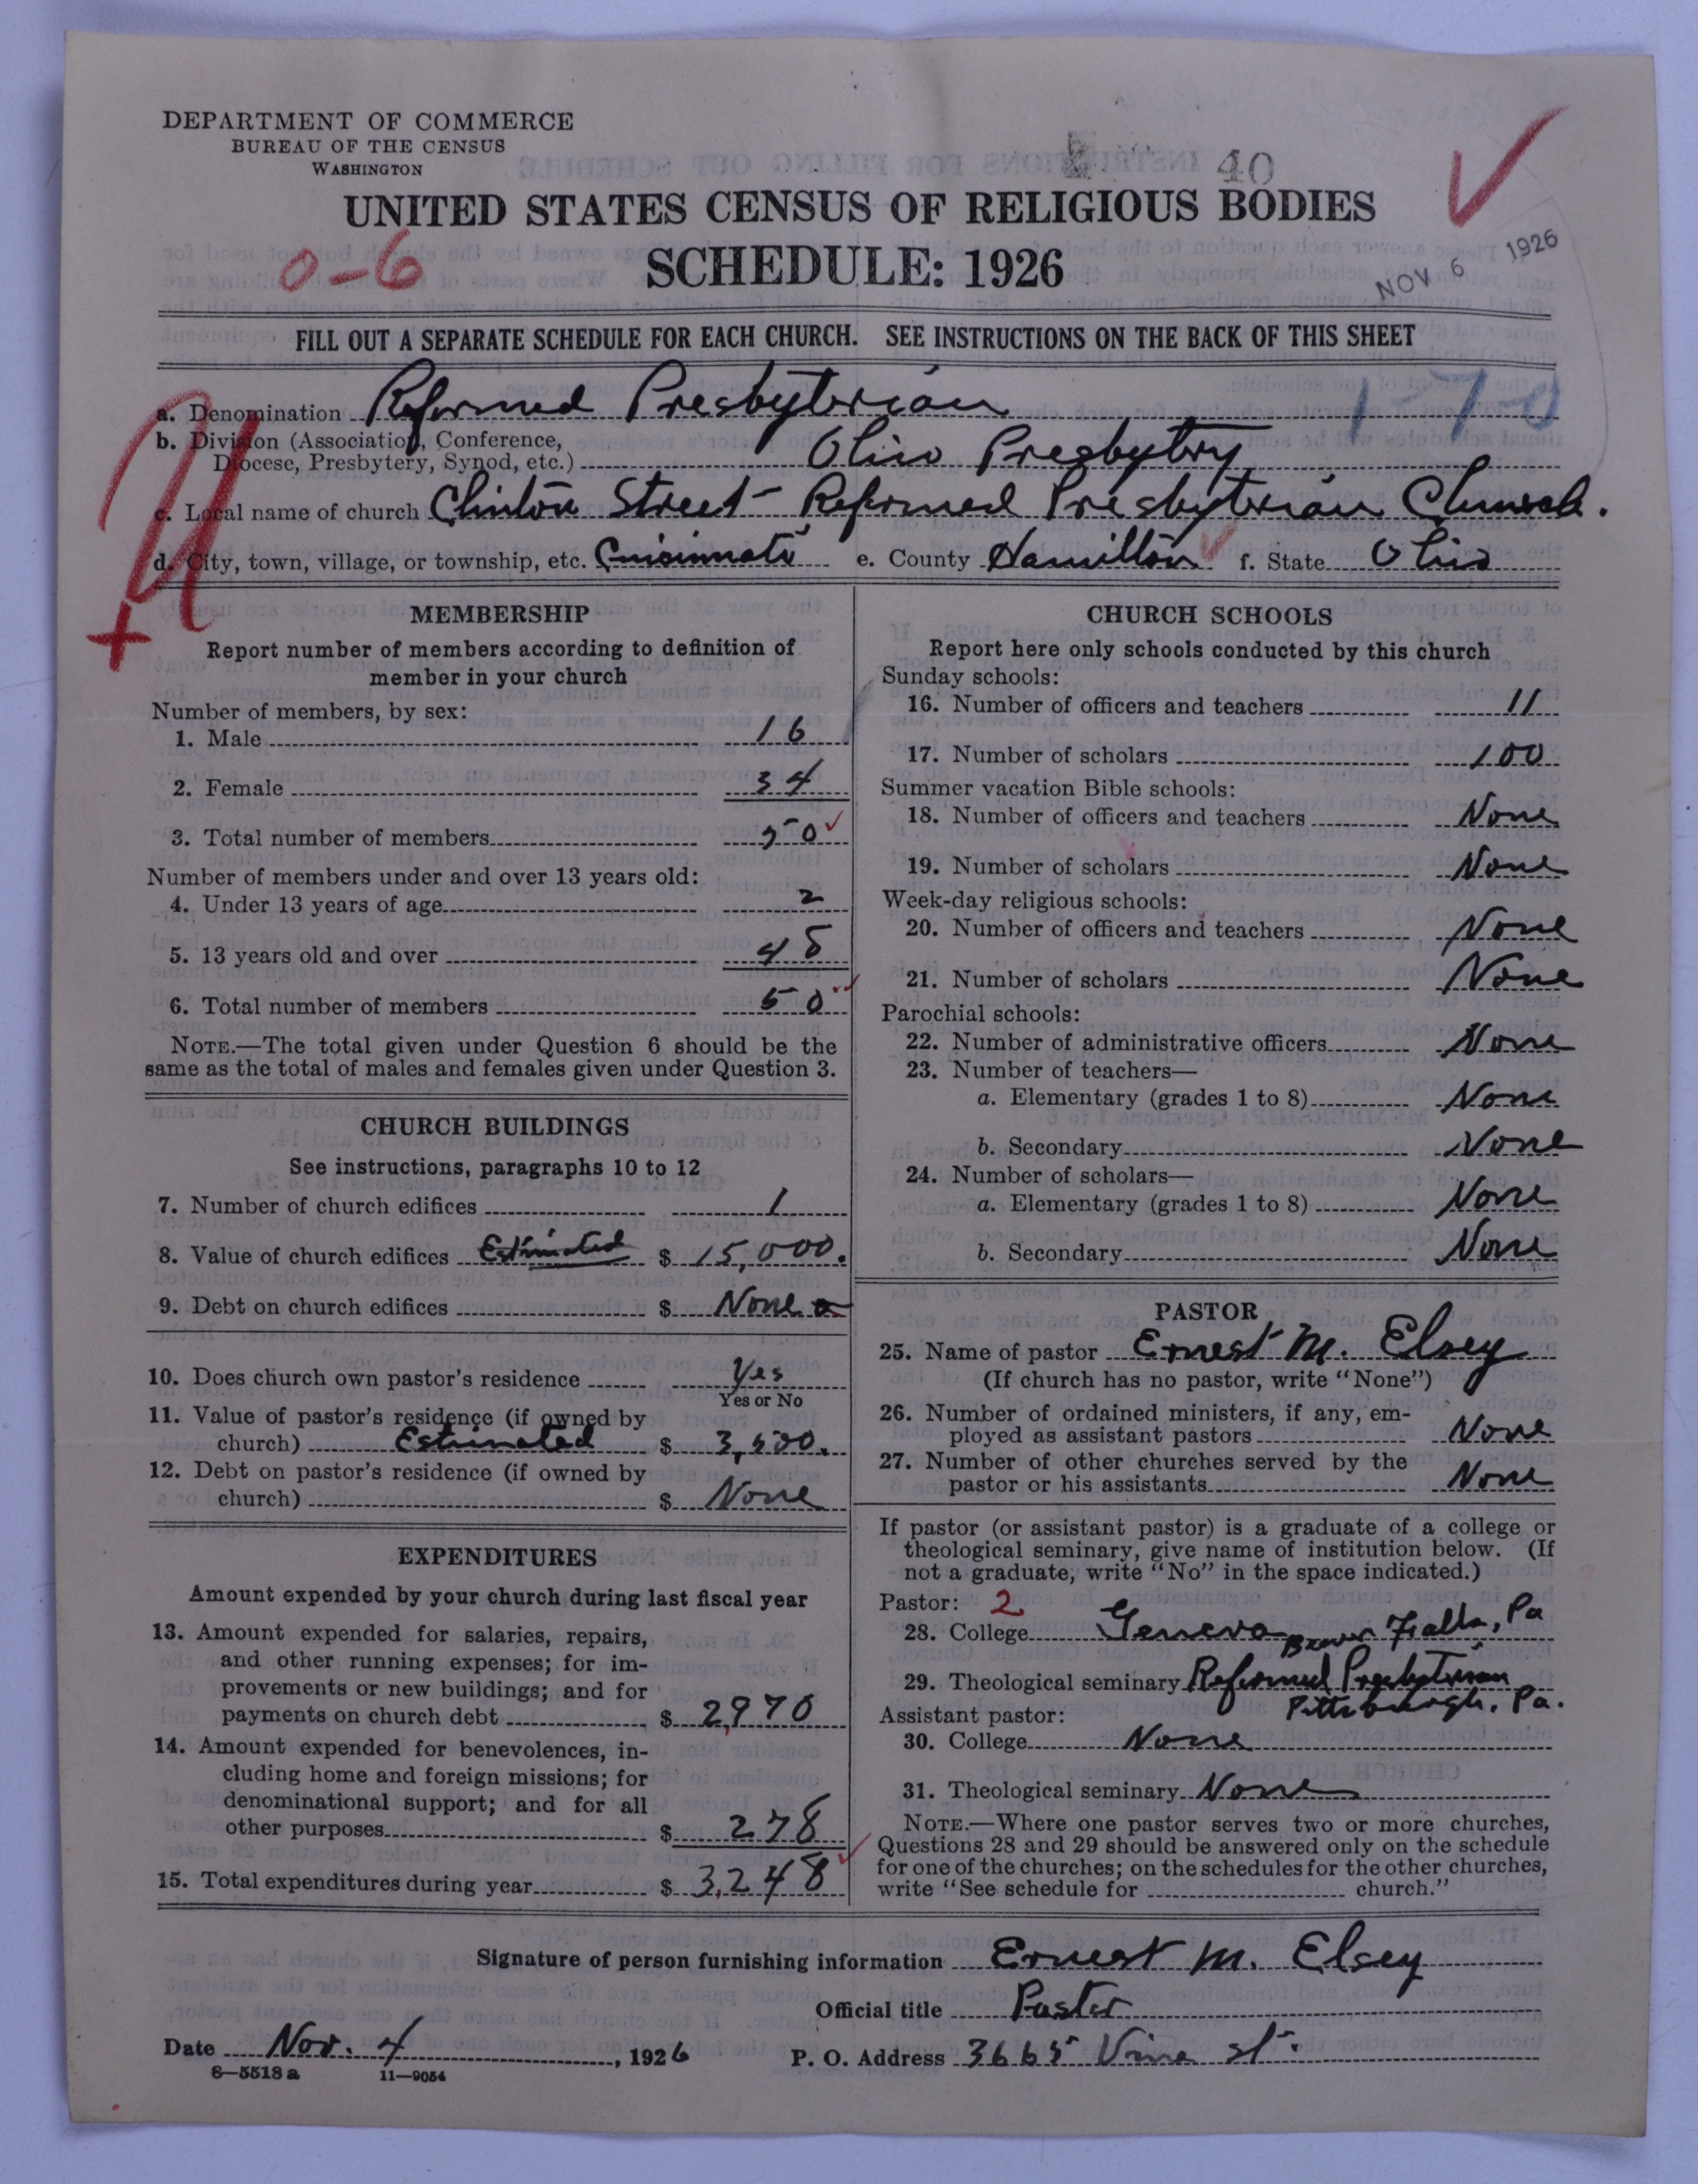 DEPARTMENT OF COMMERCE
BUREAU OF THE CENSUS
WASHINGTON
40
UNITED STATES CENSUS OF RELIGIOUS BODIES
SCHEDULE: 1926
0-6
NOV 6 1926
FILL OUT A SEPARATE SCHEDULE FOR EACH CHURCH. SEE INSTRUCTIONS ON THE BACK OF THIS SHEET
1-7-0
a. Denomination Reformed Presbyterian
b. Division (Association, Conference,
Diocese, Presbytery, Synod, etc.) Ohio Presbytry
c. Local name of church Clinton Street Reformed Presbyterian Church.
d. City, town, village, or township, etc. Cincinnati e. County Hamilton f. State Ohio
MEMBERSHIP
Report number of members according to definition of
member in your church
Number of members, by sex:
1. Male 16
2. Female 34
3. Total number of members 50
Number of members under and over 13 years old:
4. Under 13 years of age 2
5. 13 years old and over 48
6. Total number of members 50
NOTE.—The total given under Question 6 should be the
same as the total of males and females given under Question 3.
CHURCH BUILDINGS
See instructions, paragraphs 10 to 12
7. Number of church edifices 1
8. Value of church edifices Estimated $ 15,000.
9. Debt on church edifices $ None
10. Does church own pastor's residence Yes
Yes or No
11. Value of pastor's residence (if owned by
church) Estimated $ 3,500.
12. Debt on pastor's residence (if owned by
church) $ None
EXPENDITURES
Amount expended by your church during last fiscal year
13. Amount expended for salaries, repairs,
and other running expenses; for im-
provements or new buildings; and for
payments on church debt $ 2,970
14. Amount expended for benevolences, in-
cluding home and foreign missions; for
denominational support; and for all
other purposes $ 278
15. Total expenditures during year $ 3,248
CHURCH SCHOOLS
Report here only schools conducted by this church
Sunday schools:
16. Number of officers and teachers 11
17. Number of scholars 100
Summer vacation Bible schools:
18. Number of officers and teachers None
19. Number of scholars None
Week-day religious schools:
20. Number of officers and teachers None
21. Number of scholars None
Parochial schools:
22. Number of administrative officers None
23. Number of teachers—
a. Elementary (grades 1 to 8) None
b. Secondary None
24. Number of scholars—
a. Elementary (grades 1 to 8) None
b. Secondary None
PASTOR
25. Name of pastor Ernest M. Elsey
(If church has no pastor, write "None")
26. Number of ordained ministers, if any, em-
ployed as assistant pastors None
27. Number of other churches served by the
pastor or his assistants None
If pastor (or assistant pastor) is a graduate of a college or
theological seminary, give name of institution below. (If
not a graduate, write "No" in the space indicated.)
Pastor: 2
28. College Geneva Beaver Falls, Pa
29. Theological seminary Reformed Presbyterian
Pittsburgh, Pa.
Assistant pastor:
30. College None
31. Theological seminary None
NOTE.—Where one pastor serves two or more churches,
Questions 28 and 29 should be answered only on the schedule
for one of the churches; on the schedules for the other churches,
write "See schedule for church."
Signature of person furnishing information Ernest M. Elsey
Official title Pastor
Date Nov. 4, 1926 P. O. Address 3665 Vine St.
8—5518a 11—9054